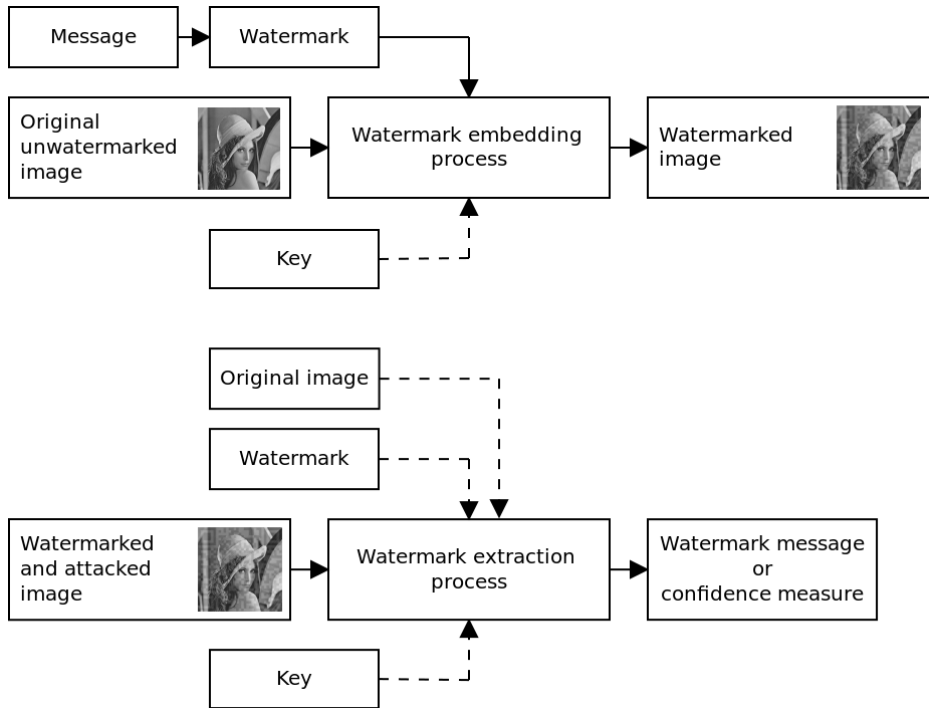 Message
Watermark
Original
unwatermarked
image
Watermark embedding
process
Watermarked
image
Key
Original image
Watermark
Watermarked
and attacked
image
Watermark extraction
process
Watermark message
or
confidence measure
Key